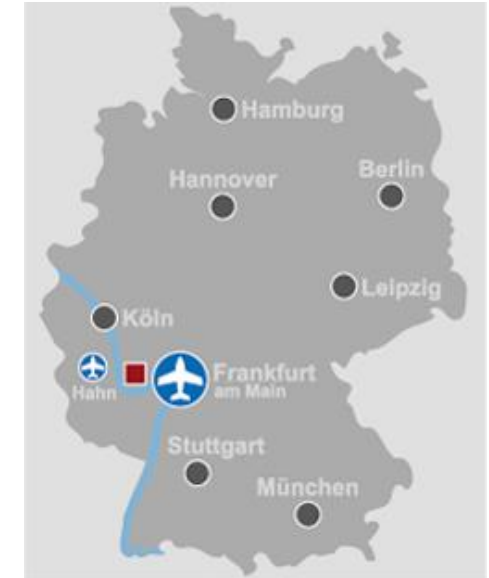 Hamburg
Berlin
Hannover
Leipzig
Köln
Frankfurt
am Main
Hahn
Stuttgart
München